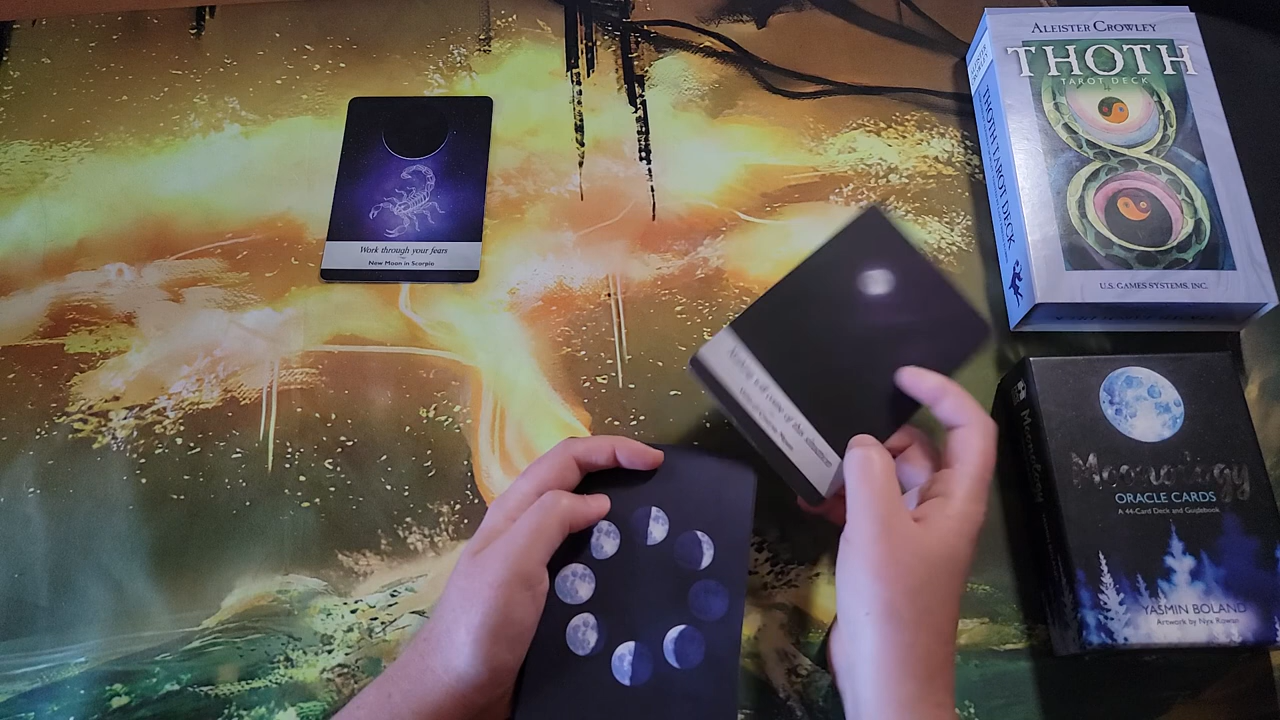 Work through your fears
New Moon in Scorpio
ALEISTER CROWLEY
THOTH
TAROT DECK
U.S. GAMES SYSTEMS, INC.
THOTH TAROT DECK
Moonology
ORACLE CARDS
A 44-Card Deck and Guidebook
YASMIN BOLAND
Artwork by Nyx Rowan
Moonology